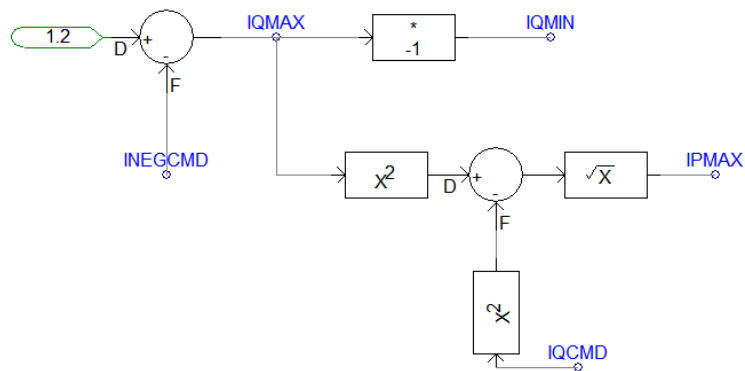 IQMAX
IQMIN
1.2
D
+
-
*
-1
F
INEGCMD
IPMAX
X²
D
+
-
√X
F
X²
IQCMD